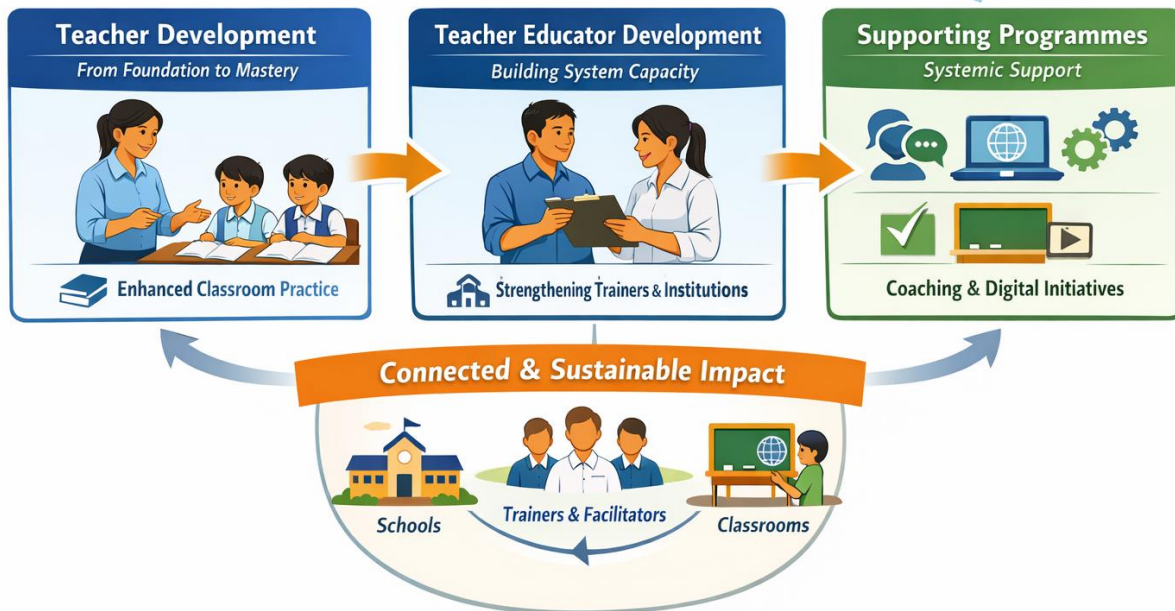 Teacher Development
From Foundation to Mastery
Enhanced Classroom Practice
Teacher Educator Development
Building System Capacity
Strengthening Trainers & Institutions
Supporting Programmes
Systemic Support
Coaching & Digital Initiatives
Connected & Sustainable Impact
Schools
Trainers & Facilitators
Classrooms